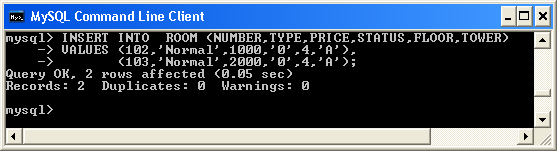 MySQL Command Line Client
mysql> INSERT INTO  ROOM (NUMBER,TYPE,PRICE,STATUS,FLOOR,TOWER)
    -> VALUES (102,'Normal',1000,'0',4,'A'),
    ->        (103,'Normal',2000,'0',4,'A');
Query OK, 2 rows affected (0.05 sec)
Records: 2  Duplicates: 0  Warnings: 0
mysql>